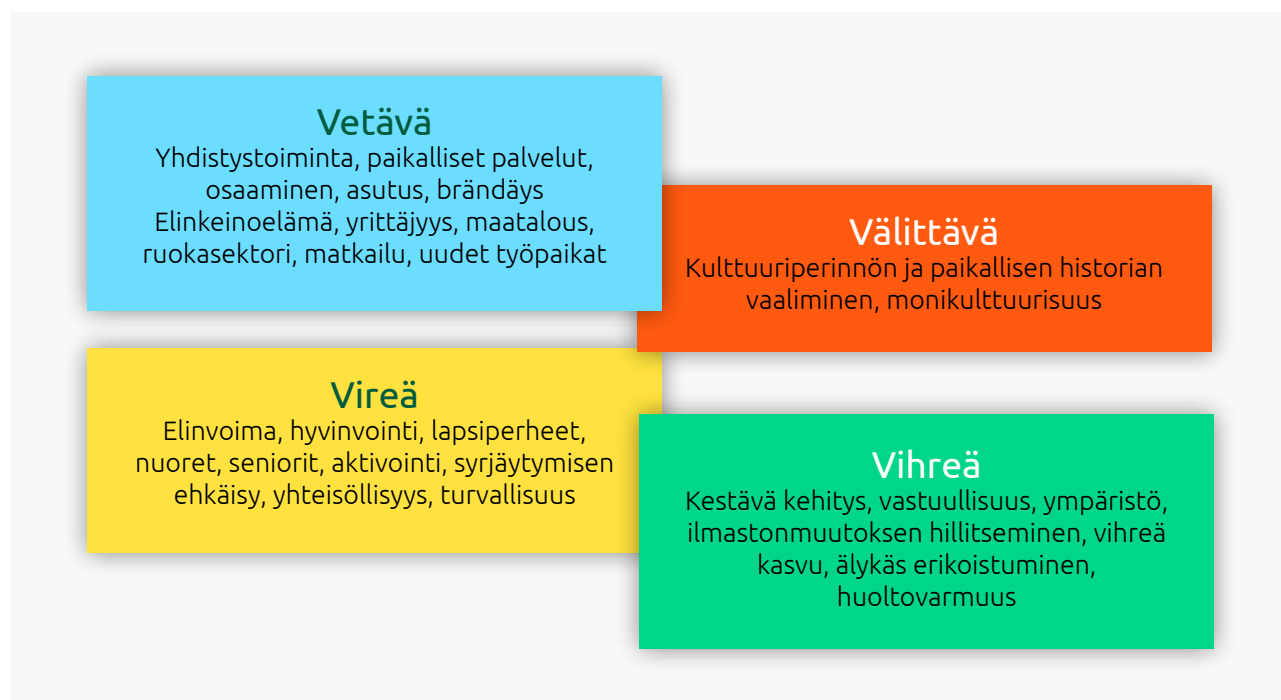 Vetävä
Yhdistystoiminta, paikalliset palvelut,
osaaminen, asutus, brändäys
Elinkeinoelämä, yrittäjyys, maatalous,
ruokasektori, matkailu, uudet työpaikat
Välittävä
Kulttuuriperinnön ja paikallisen historian
vaaliminen, monikulttuurisuus
Vireä
Elinvoima, hyvinvointi, lapsiperheet,
nuoret, seniorit, aktivointi, syrjäytymisen
ehkäisy, yhteisöllisyys, turvallisuus
Vihreä
Kestävä kehitys, vastuullisuus, ympäristö,
ilmastonmuutoksen hillitseminen, vihreä
kasvu, älykäs erikoistuminen,
huoltovarmuus